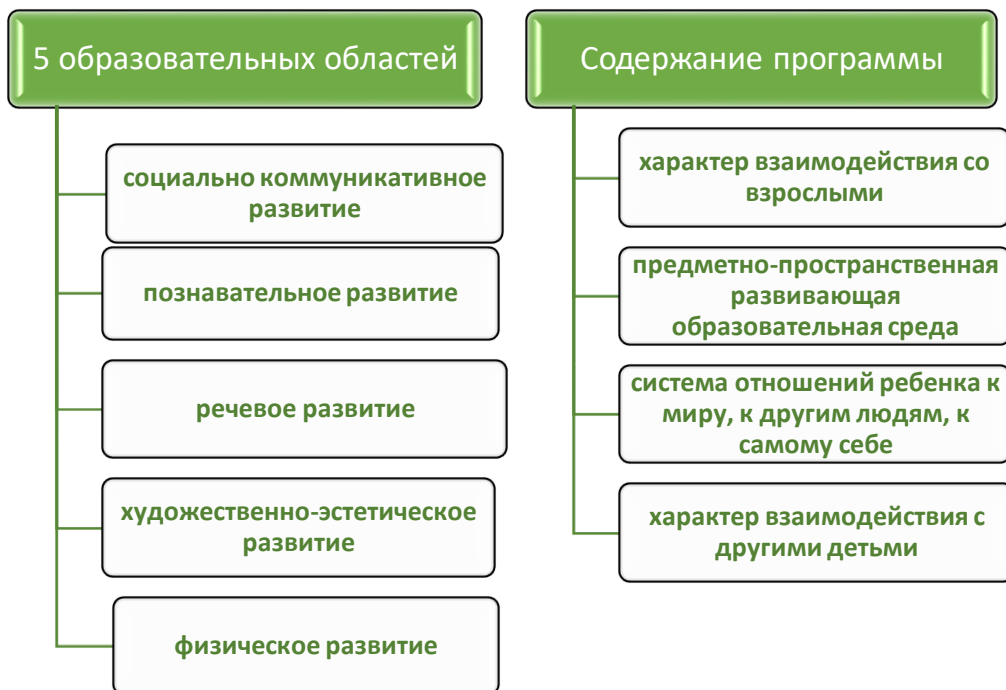 5 образовательных областей
социально коммуникативное
развитие
познавательное развитие
речевое развитие
художественно-эстетическое
развитие
физическое развитие
Содержание программы
характер взаимодействия со
взрослыми
предметно-пространственная
развивающая
образовательная среда
система отношений ребенка к
миру, к другим людям, к
самому себе
характер взаимодействия с
другими детьми